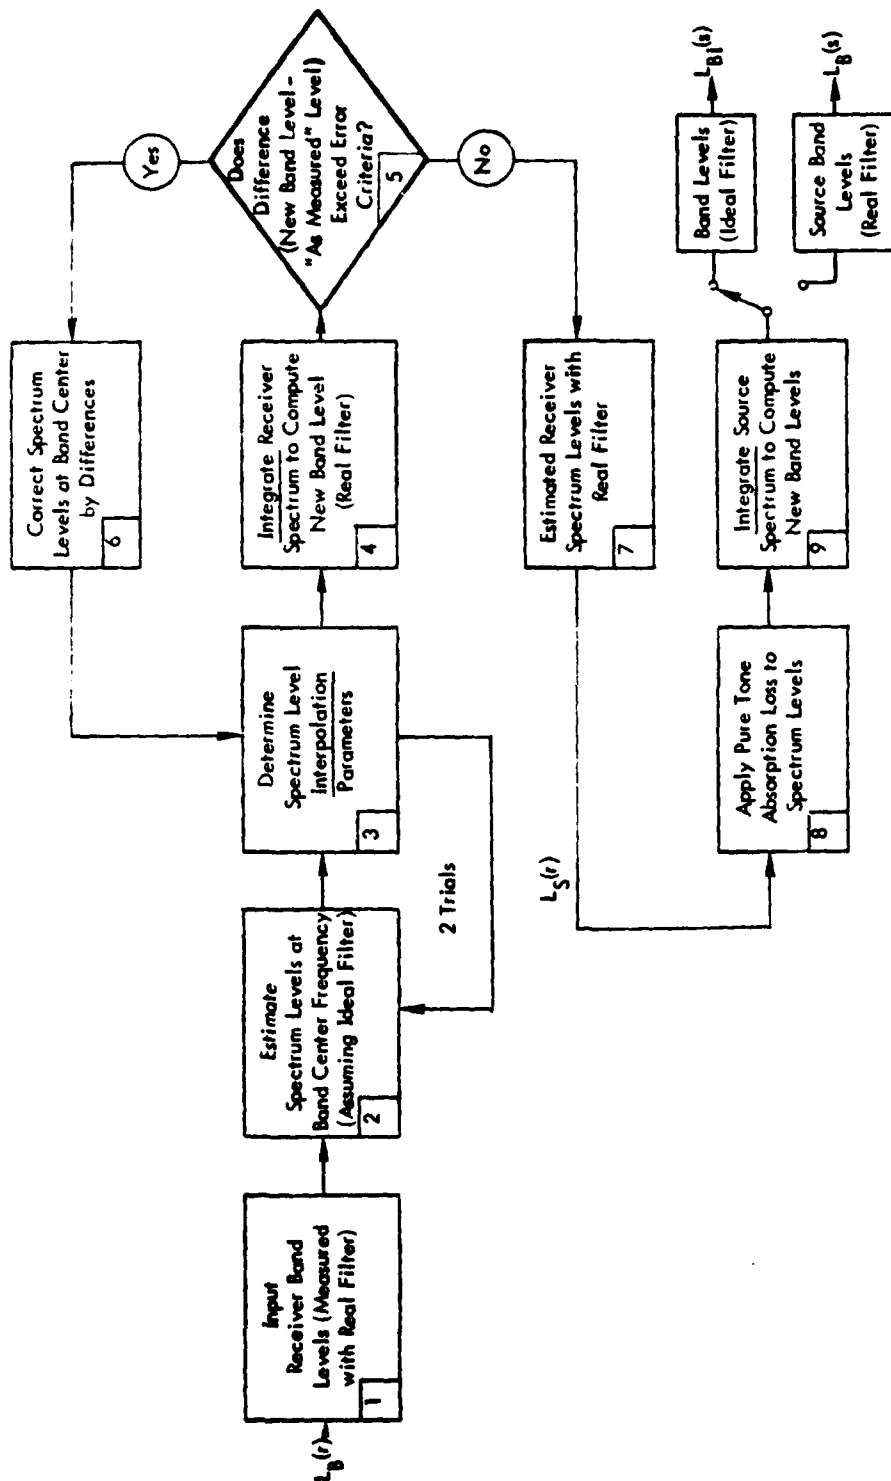 L_B(r)
Input
Receiver Band
Levels (Measured
with Real Filter)
1
Estimate
Spectrum Levels at
Band Center Frequency
(Assuming Ideal Filter)
2
2 Trials
Determine
Spectrum Level
Interpolation
Parameters
3
Integrate Receiver
Spectrum to Compute
New Band Level
(Real Filter)
4
Does
Difference
(New Band Level -
"As Measured" Level)
Exceed Error
Criteria?
5
Yes
Correct Spectrum
Levels at Band Center
by Differences
6
No
Estimated Receiver
Spectrum Levels with
Real Filter
7
L_S(r)
Apply Pure Tone
Absorption Loss to
Spectrum Levels
8
Integrate Source
Spectrum to Compute
New Band Levels
9
Band Levels
(Ideal Filter)
L_BI(s)
Source Band
Levels
(Real Filter)
L_B(s)